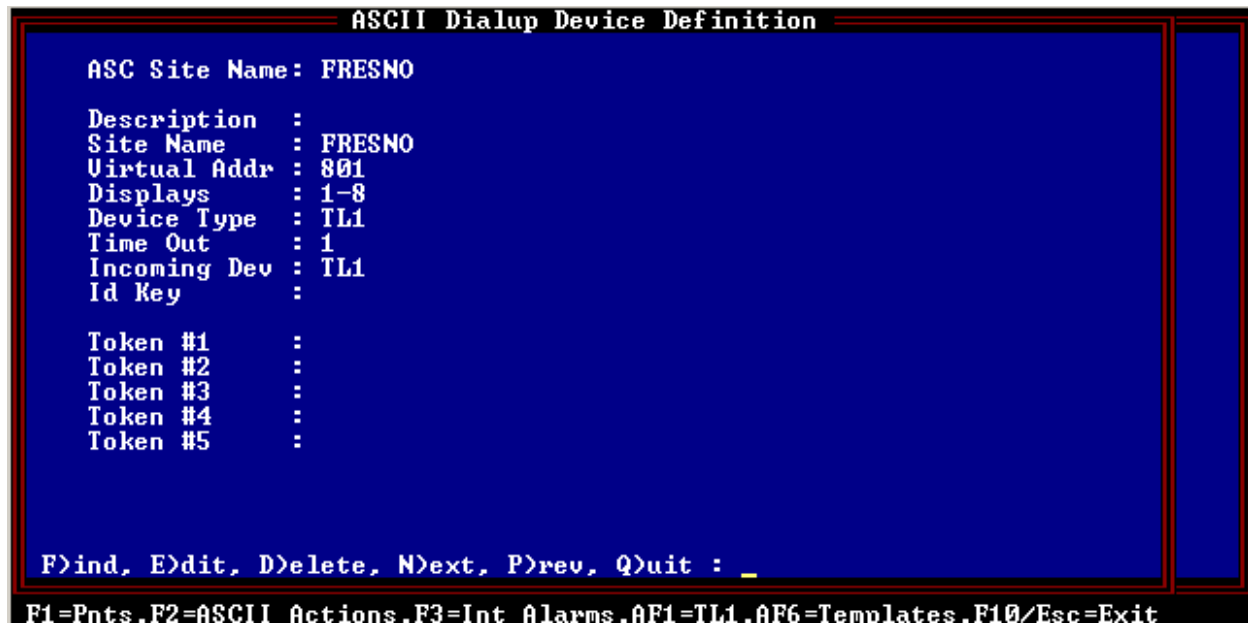 ASCII Dialup Device Definition
ASC Site Name: FRESNO
Description :
Site Name : FRESNO
Virtual Addr : 801
Displays : 1-8
Device Type : TL1
Time Out : 1
Incoming Dev : TL1
Id Key :
Token #1 :
Token #2 :
Token #3 :
Token #4 :
Token #5 :
F)ind, E)dit, D)elete, N)ext, P)rev, Q)uit : _
F1=Pnts,F2=ASCII Actions,F3=Int Alarms,AF1=TL1,AF6=Templates,F10/Esc=Exit